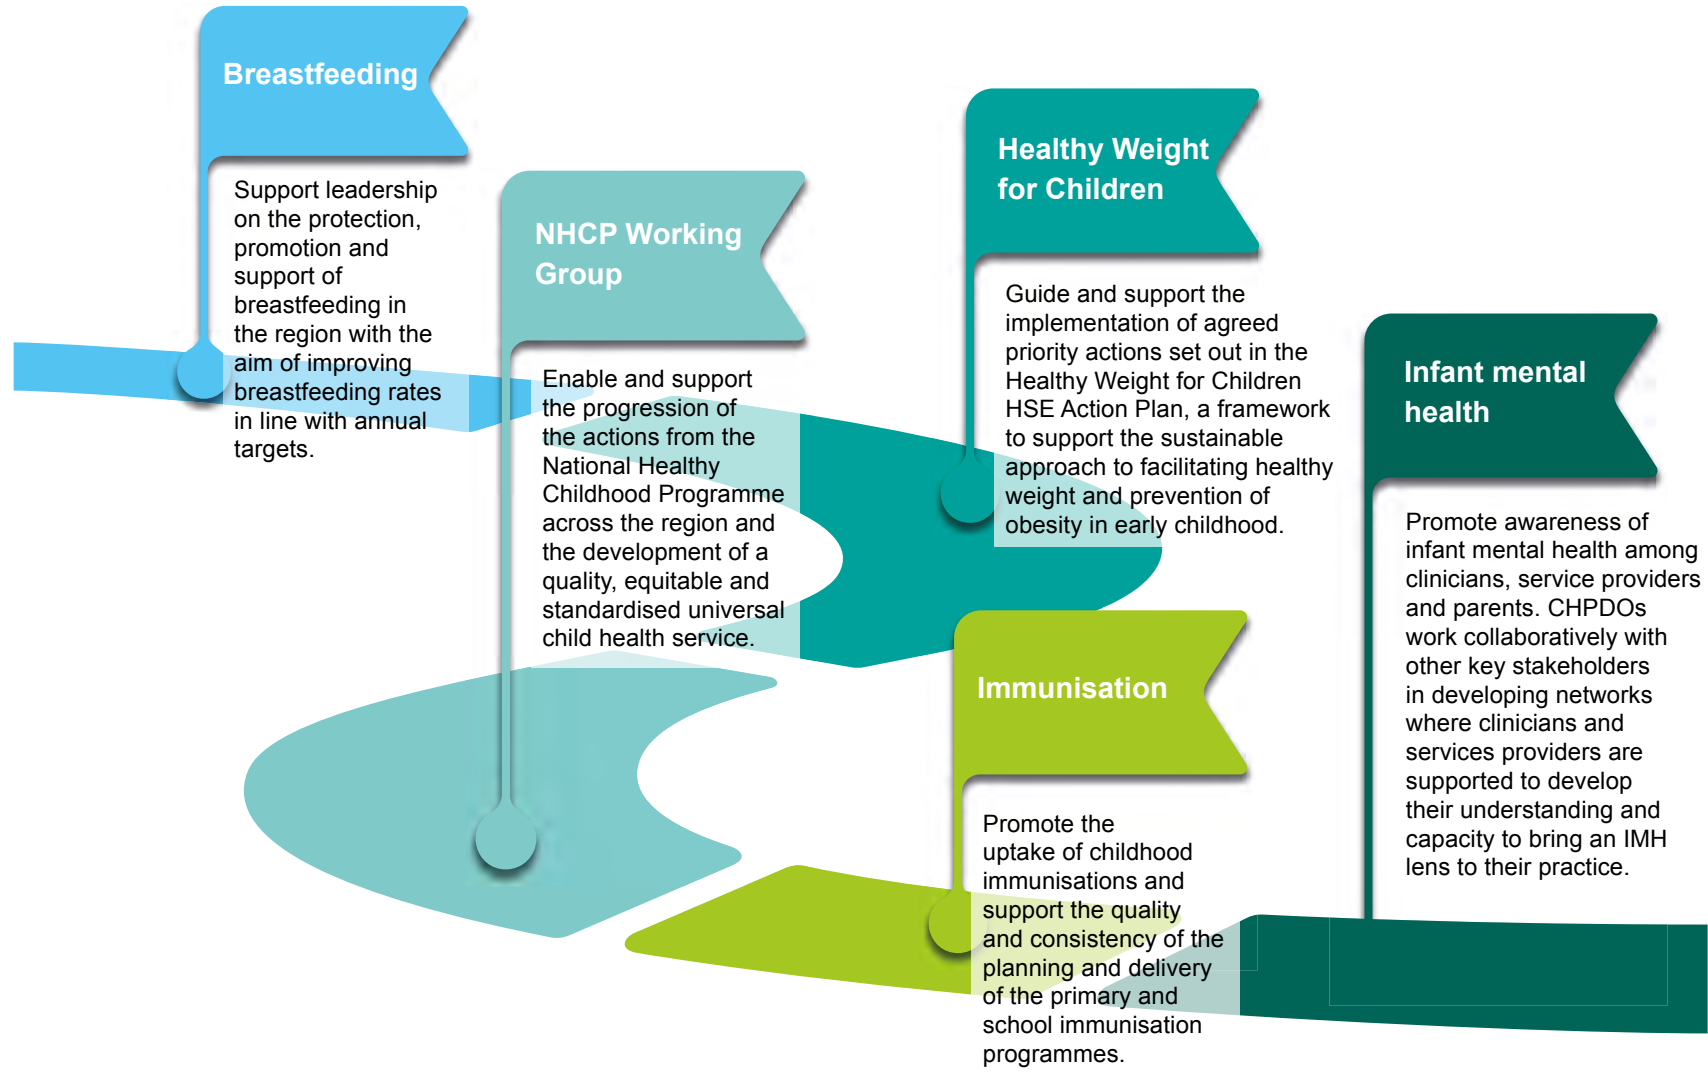 Breastfeeding
Support leadership
on the protection,
promotion and
support of
breastfeeding in
the region with the
aim of improving
breastfeeding rates
in line with annual
targets.
NHCP Working
Group
Enable and support
the progression of
the actions from the
National Healthy
Childhood Programme
across the region and
the development of a
quality, equitable and
standardised universal
child health service.
Healthy Weight
for Children
Guide and support the
implementation of agreed
priority actions set out in the
Healthy Weight for Children
HSE Action Plan, a framework
to support the sustainable
approach to facilitating healthy
weight and prevention of
obesity in early childhood.
Immunisation
Promote the
uptake of childhood
immunisations and
support the quality
and consistency of the
planning and delivery
of the primary and
school immunisation
programmes.
Infant mental
health
Promote awareness of
infant mental health among
clinicians, service providers
and parents. CHPDOs
work collaboratively with
other key stakeholders
in developing networks
where clinicians and
services providers are
supported to develop
their understanding and
capacity to bring an IMH
lens to their practice.